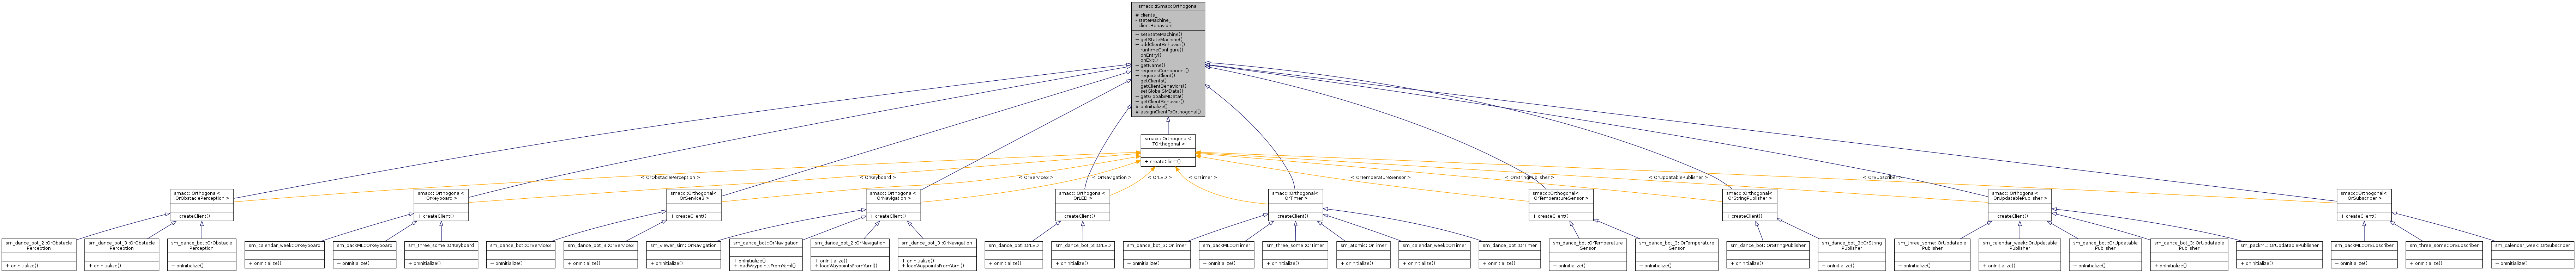 smacc::ISmaccOrthogonal
# clients_
- stateMachine_
- clientBehaviors_
+ setStateMachine()
+ getStateMachine()
+ addClientBehavior()
+ runtimeConfigure()
+ onEntry()
+ onExit()
+ getName()
+ requiresComponent()
+ requiresClient()
+ getClients()
+ getClientBehaviors()
+ setGlobalSMData()
+ getGlobalSMData()
+ getClientBehavior()
# onInitialize()
# assignClientToOrthogonal()
smacc::Orthogonal<
TOrthogonal >
+ createClient()
< OrObstaclePerception >
< OrKeyboard >
< OrService3 >
< OrNavigation >
< OrLED >
< OrTimer >
< OrTemperatureSensor >
< OrStringPublisher >
< OrUpdatablePublisher >
< OrSubscriber >
smacc::Orthogonal<
OrObstaclePerception >
+ createClient()
smacc::Orthogonal<
OrKeyboard >
+ createClient()
smacc::Orthogonal<
OrService3 >
+ createClient()
smacc::Orthogonal<
OrNavigation >
+ createClient()
smacc::Orthogonal<
OrLED >
+ createClient()
smacc::Orthogonal<
OrTimer >
+ createClient()
smacc::Orthogonal<
OrTemperatureSensor >
+ createClient()
smacc::Orthogonal<
OrStringPublisher >
+ createClient()
smacc::Orthogonal<
OrUpdatablePublisher >
+ createClient()
smacc::Orthogonal<
OrSubscriber >
+ createClient()
sm_dance_bot_2::OrObstacle
Perception
+ onInitialize()
sm_dance_bot_3::OrObstacle
Perception
+ onInitialize()
sm_dance_bot::OrObstacle
Perception
+ onInitialize()
sm_calendar_week::OrKeyboard
+ onInitialize()
sm_packML::OrKeyboard
+ onInitialize()
sm_three_some::OrKeyboard
+ onInitialize()
sm_dance_bot::OrService3
+ onInitialize()
sm_dance_bot_3::OrService3
+ onInitialize()
sm_viewer_sim::OrNavigation
+ onInitialize()
sm_dance_bot::OrNavigation
+ onInitialize()
+ loadWaypointsFromYaml()
sm_dance_bot_2::OrNavigation
+ onInitialize()
+ loadWaypointsFromYaml()
sm_dance_bot_3::OrNavigation
+ onInitialize()
+ loadWaypointsFromYaml()
sm_dance_bot::OrLED
+ onInitialize()
sm_dance_bot_3::OrLED
+ onInitialize()
sm_dance_bot_3::OrTimer
+ onInitialize()
sm_packML::OrTimer
+ onInitialize()
sm_three_some::OrTimer
+ onInitialize()
sm_atomic::OrTimer
+ onInitialize()
sm_calendar_week::OrTimer
+ onInitialize()
sm_dance_bot::OrTimer
+ onInitialize()
sm_dance_bot::OrTemperature
Sensor
+ onInitialize()
sm_dance_bot_3::OrTemperature
Sensor
+ onInitialize()
sm_dance_bot::OrStringPublisher
+ onInitialize()
sm_dance_bot_3::OrString
Publisher
+ onInitialize()
sm_three_some::OrUpdatable
Publisher
+ onInitialize()
sm_calendar_week::OrUpdatable
Publisher
+ onInitialize()
sm_dance_bot::OrUpdatable
Publisher
+ onInitialize()
sm_dance_bot_3::OrUpdatable
Publisher
+ onInitialize()
sm_packML::OrUpdatablePublisher
+ onInitialize()
sm_packML::OrSubscriber
+ onInitialize()
sm_three_some::OrSubscriber
+ onInitialize()
sm_calendar_week::OrSubscriber
+ onInitialize()